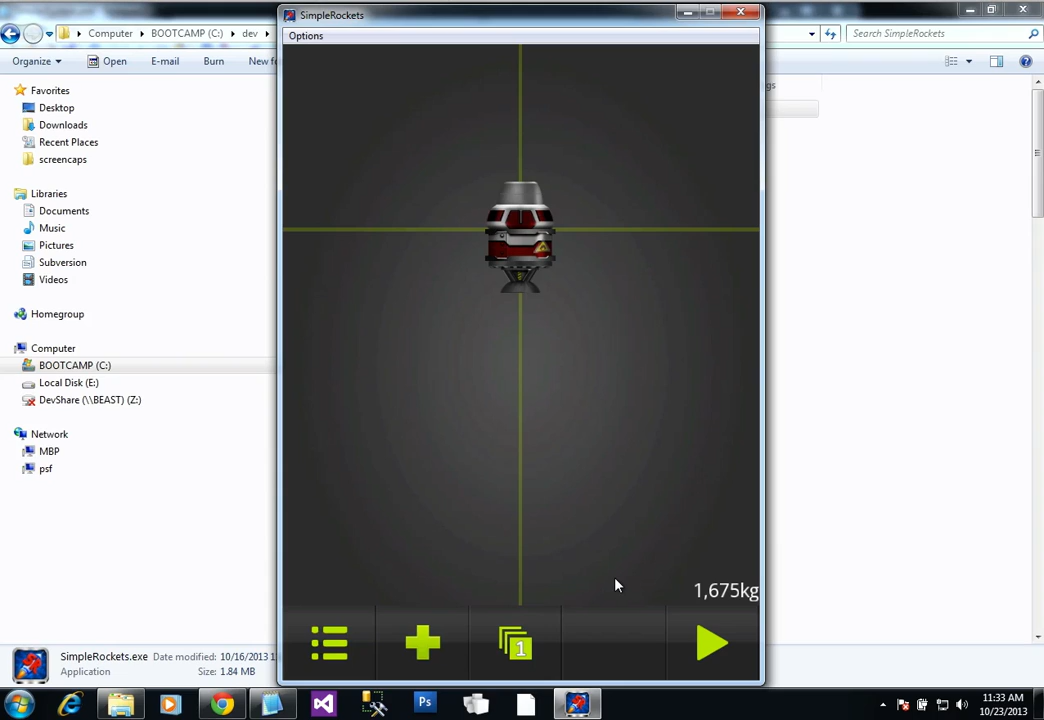 SimpleRockets
Options
Computer
BOOTCAMP (C:)
dev
Search SimpleRockets
Organize
Open
E-mail
Burn
Favorites
Desktop
Downloads
Recent Places
screencaps
Libraries
Documents
Music
Pictures
Subversion
Videos
Homegroup
Computer
BOOTCAMP (C:)
Local Disk (E:)
DevShare (\\BEAST) (Z:)
Network
MBP
psf
1,675kg
1
SimpleRockets.exe Date modified: 10/16/2013
Application Size: 1.84 MB
Ps
11:33 AM
10/23/2013